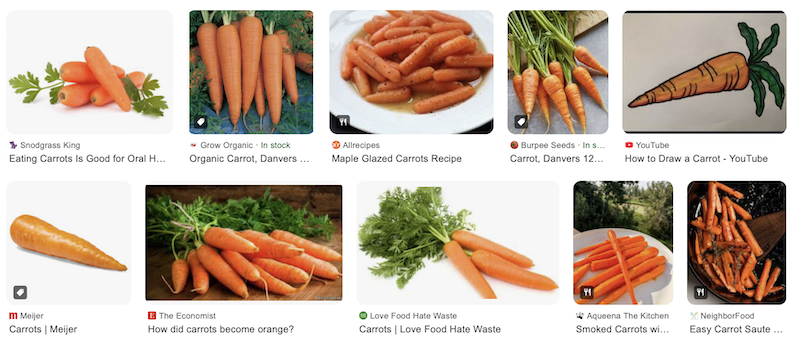 Snodgrass King
Eating Carrots Is Good for Oral H...
Grow Organic · In stock
Organic Carrot, Danvers ...
Allrecipes
Maple Glazed Carrots Recipe
Burpee Seeds · In s...
Carrot, Danvers 12...
YouTube
How to Draw a Carrot - YouTube
Meijer
Carrots | Meijer
The Economist
How did carrots become orange?
Love Food Hate Waste
Carrots | Love Food Hate Waste
Aqueena The Kitchen
Smoked Carrots wi...
NeighborFood
Easy Carrot Saute ...